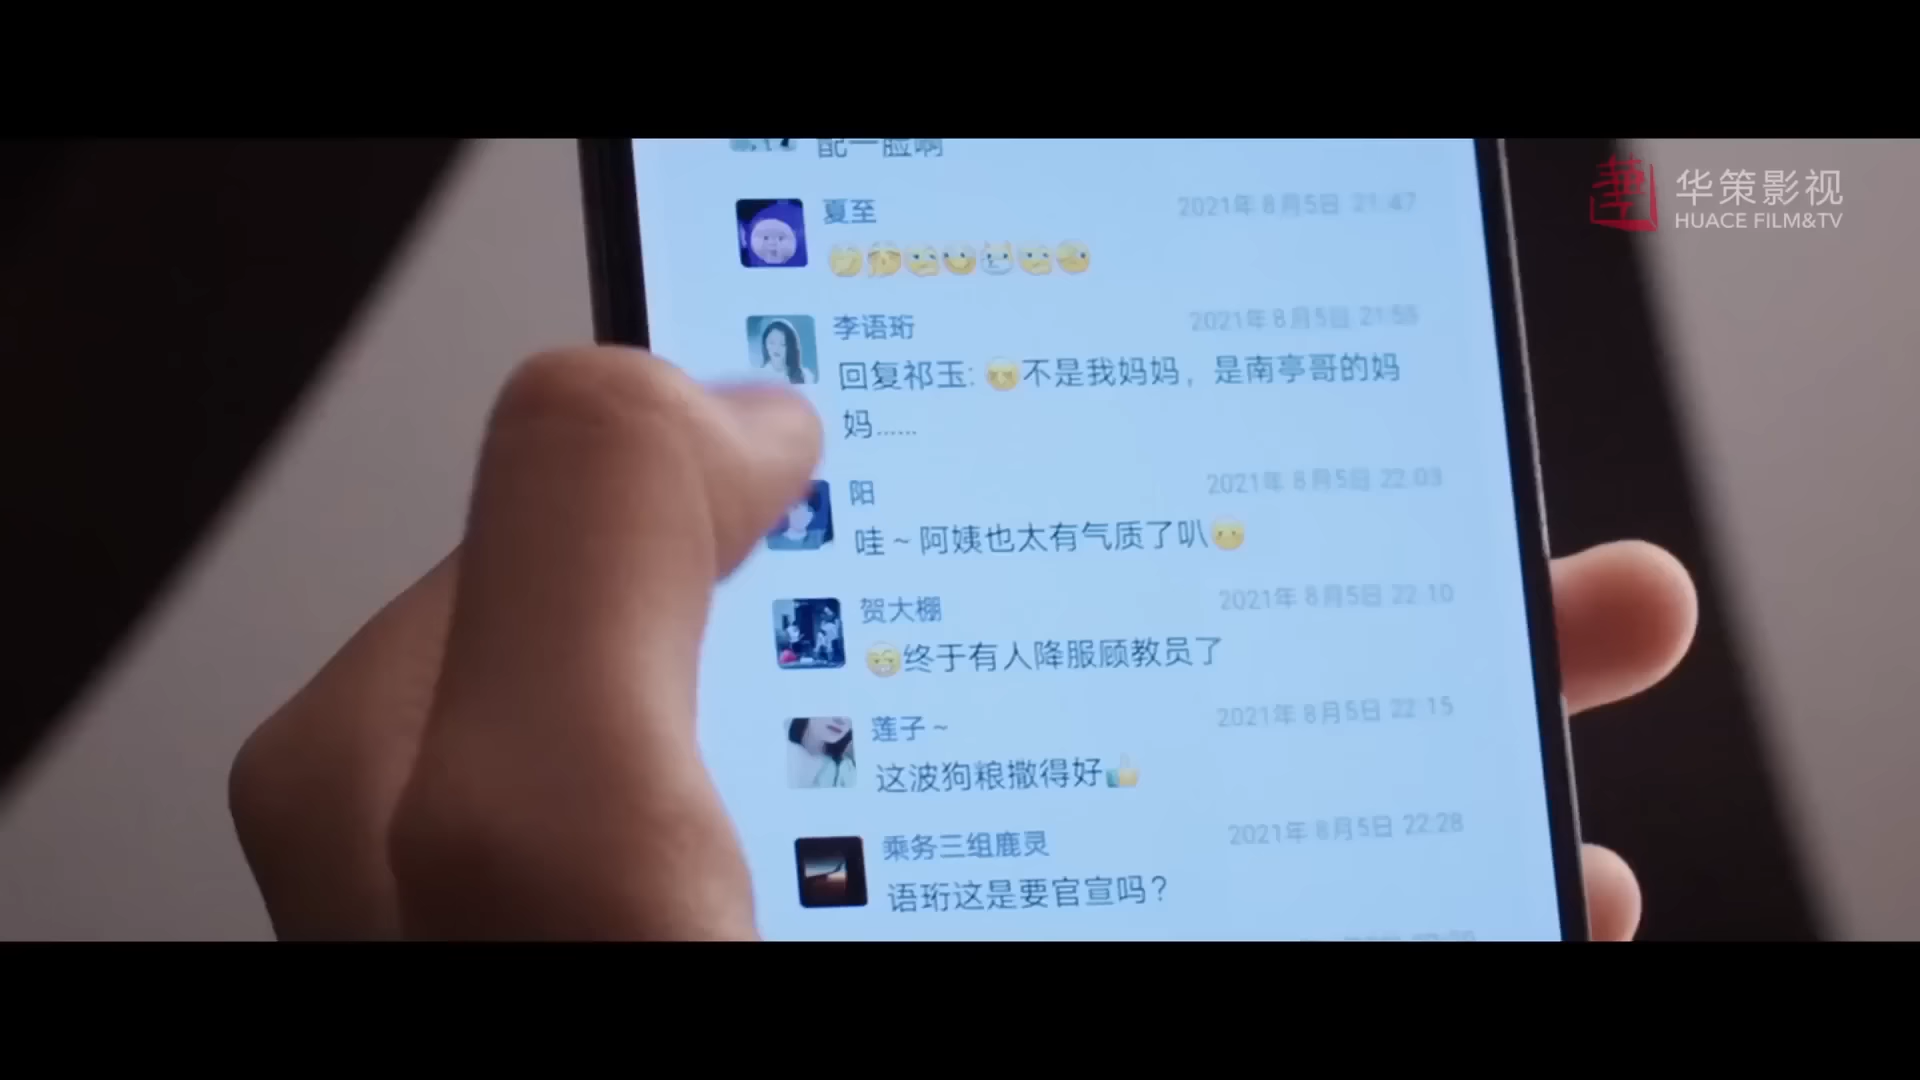 配一脸啊
华策影视
HUACE FILM&TV
夏至 2021年8月5日 21:47
李语珩 2021年8月5日 21:55
回复祁玉: 不是我妈妈，是南亭哥的妈
妈……
阳 2021年8月5日 22:03
哇～阿姨也太有气质了叭
贺大棚 2021年8月5日 22:10
终于有人降服顾教员了
莲子～ 2021年8月5日 22:15
这波狗粮撒得好
乘务三组鹿灵 2021年8月5日 22:28
语珩这是要官宣吗？